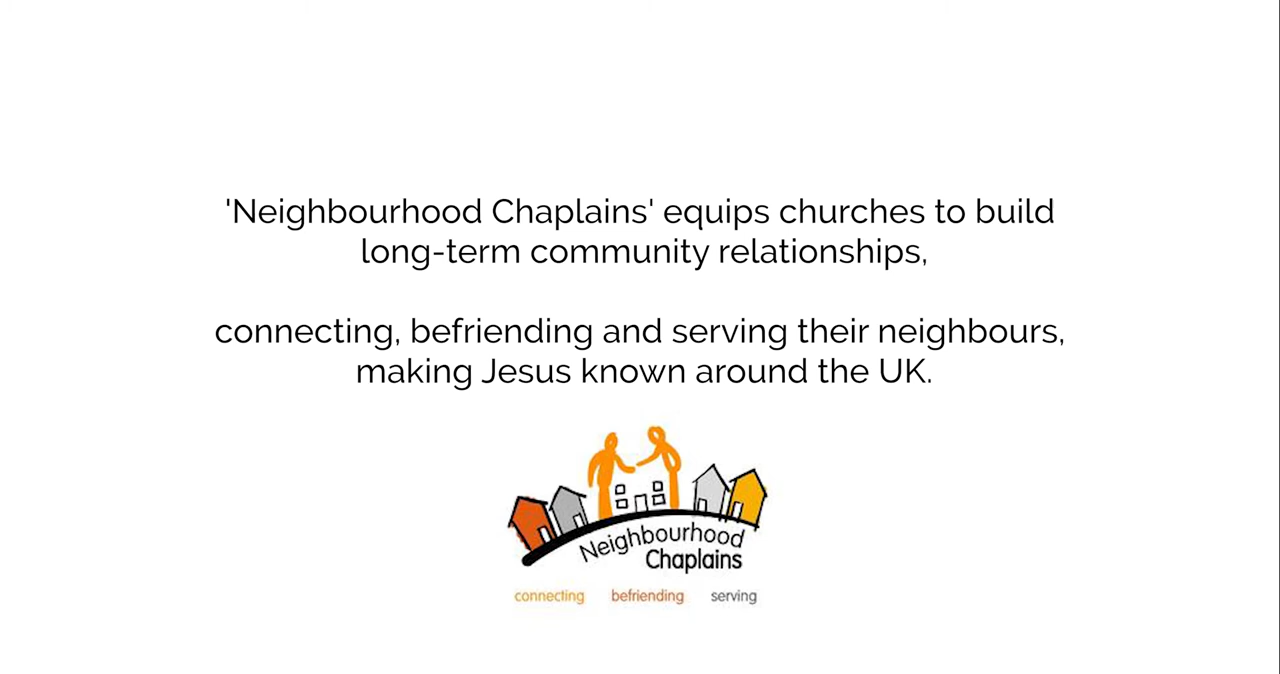 'Neighbourhood Chaplains' equips churches to build
long-term community relationships,
connecting, befriending and serving their neighbours,
making Jesus known around the UK.
Neighbourhood
Chaplains
connecting befriending serving